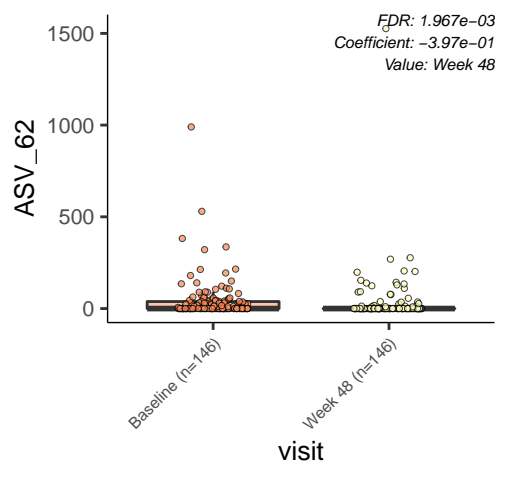 FDR: 1.967e−03
Coefficient: −3.97e−01
Value: Week 48
1500
1000
500
0
ASV_62
Baseline (n=146)
Week 48 (n=146)
visit